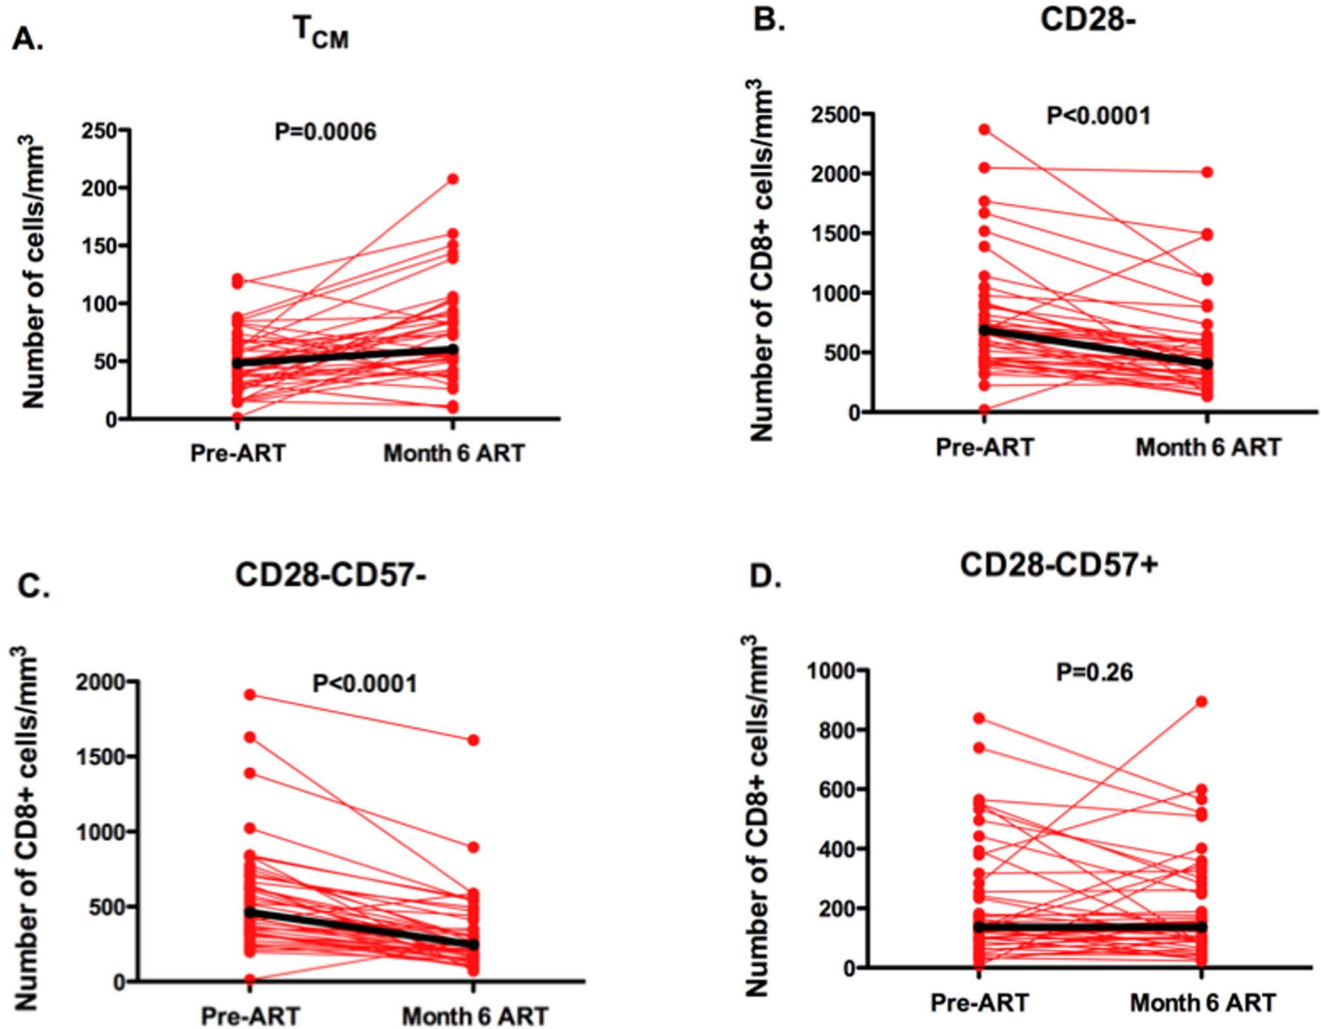 A.
T_CM
P=0.0006
Number of cells/mm³
250
200
150
100
50
0
Pre-ART Month 6 ART
B.
CD28-
P<0.0001
Number of CD8+ cells/mm³
2500
2000
1500
1000
500
0
Pre-ART Month 6 ART
C.
CD28-CD57-
P<0.0001
Number of CD8+ cells/mm³
2000
1500
1000
500
0
Pre-ART Month 6 ART
D.
CD28-CD57+
P=0.26
Number of CD8+ cells/mm³
1000
800
600
400
200
0
Pre-ART Month 6 ART